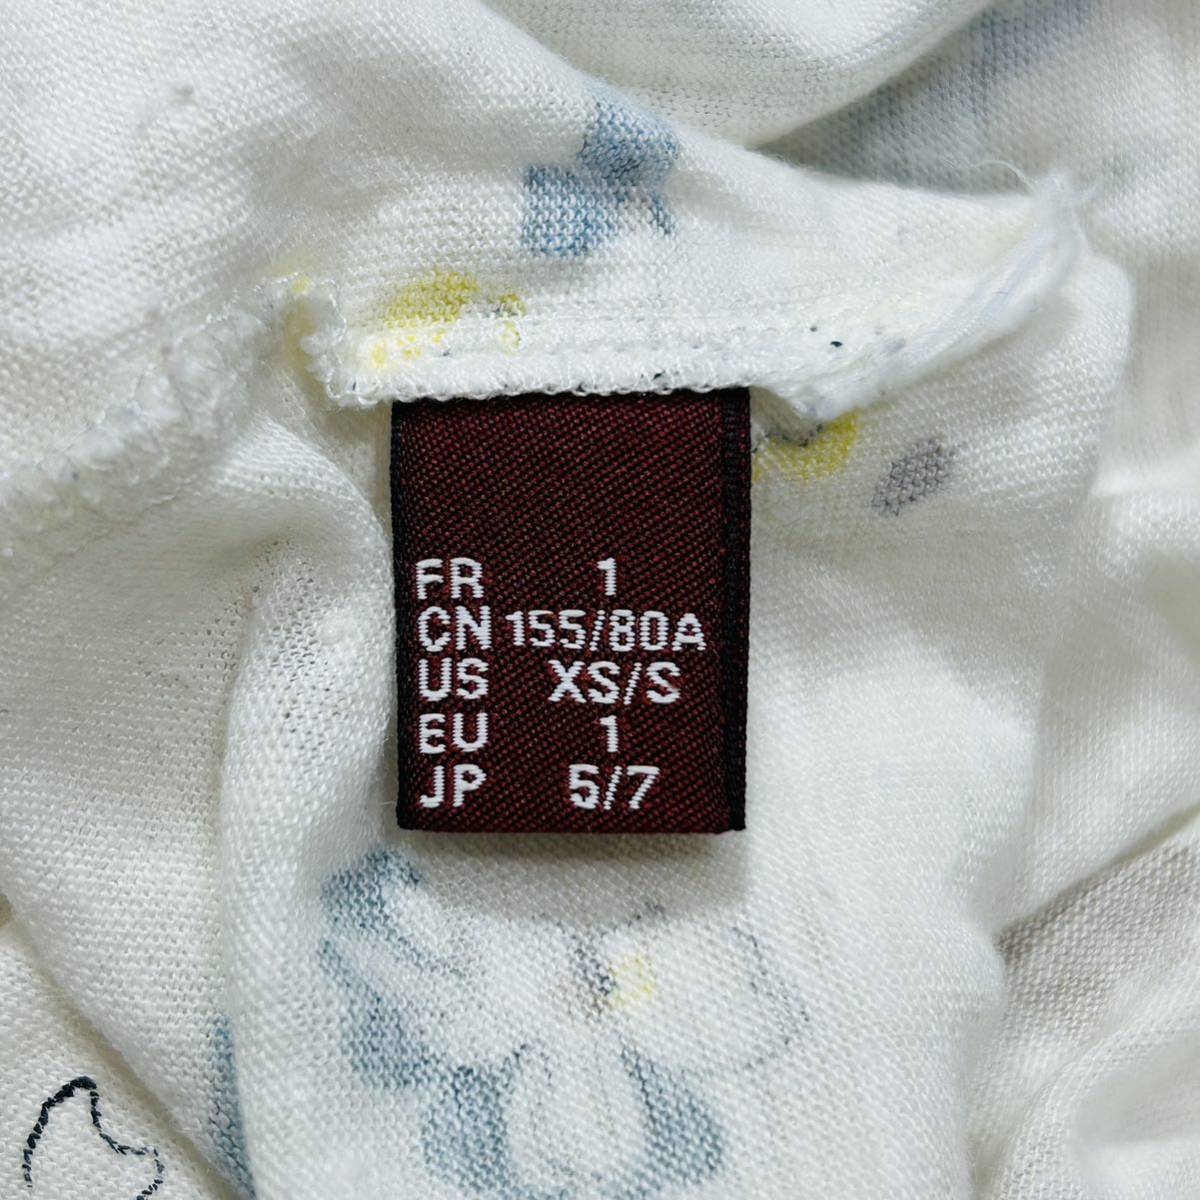 FR 1
CN 155/80A
US XS/S
EU 1
JP 5/7